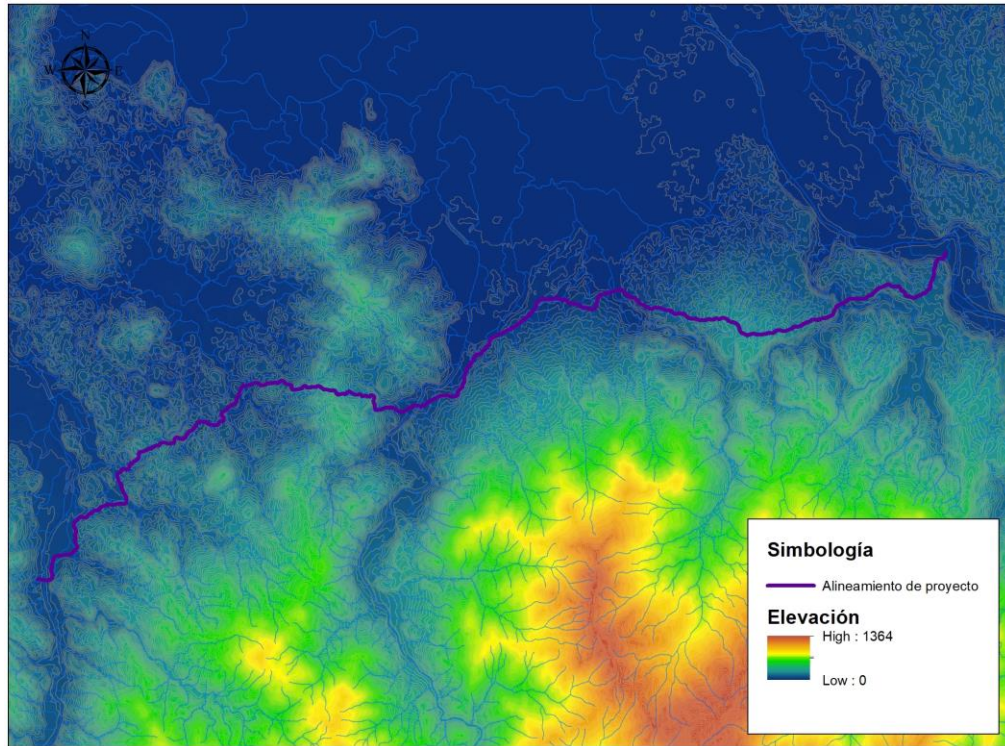 N
W E
S
Simbología
Alineamiento de proyecto
Elevación
High : 1364
Low : 0